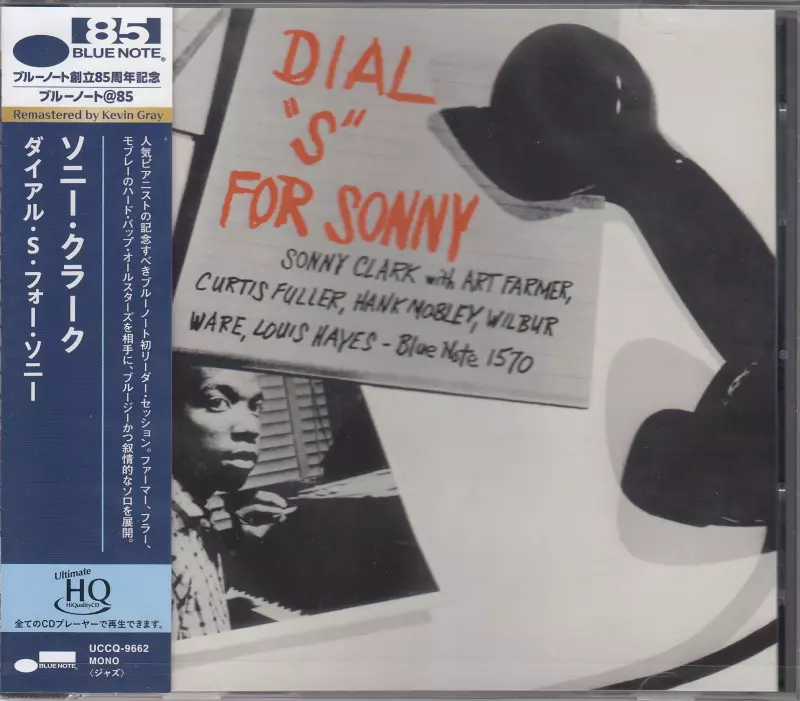 85
BLUE NOTE®
ブルーノート創立85周年記念
ブルーノート@85
Remastered by Kevin Gray
ソニー・クラーク
ダイアル・S・フォー・ソニー
人気ピアニストの記念すべきブルーノート初リーダー・セッション。ファーマー、フラー、
モブレーのハード・バップ・オールスターズを相手に、ブルージーかつ叙情的なソロを展開。
Ultimate
HQ
HiQualityCD
全てのCDプレーヤーで再生できます。
BLUE NOTE®
UCCQ-9662
MONO
〈ジャズ〉
DIAL
"S"
FOR SONNY
SONNY CLARK with ART FARMER,
CURTIS FULLER, HANK MOBLEY, WILBUR
WARE, LOUIS HAYES - Blue Note 1570